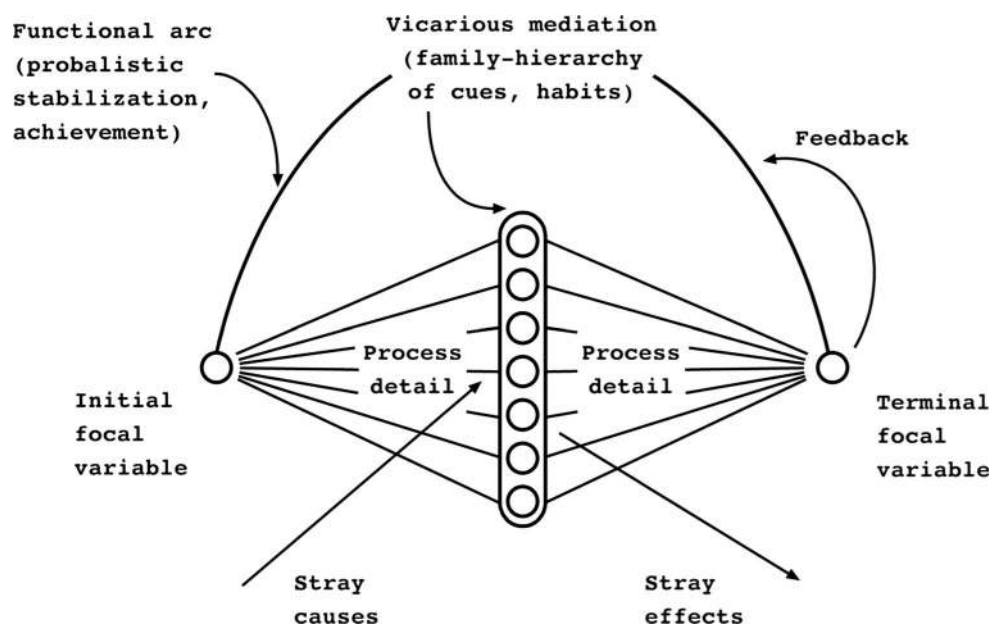 Functional arc
(probalistic
stabilization,
achievement)
Vicarious mediation
(family-hierarchy
of cues, habits)
Feedback
Process
detail
Process
detail
Initial
focal
variable
Terminal
focal
variable
Stray
causes
Stray
effects